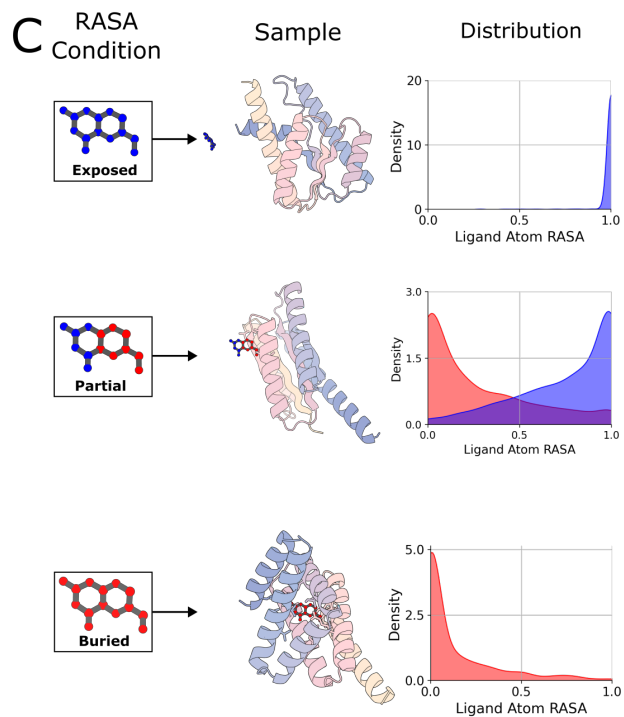 C
RASA
Condition
Sample
Distribution
Exposed
20
10
0
Density
0.0
0.5
1.0
Ligand Atom RASA
Partial
3.0
1.5
0.0
Density
0.0
0.5
1.0
Ligand Atom RASA
Buried
5.0
2.5
0.0
Density
0.0
0.5
1.0
Ligand Atom RASA